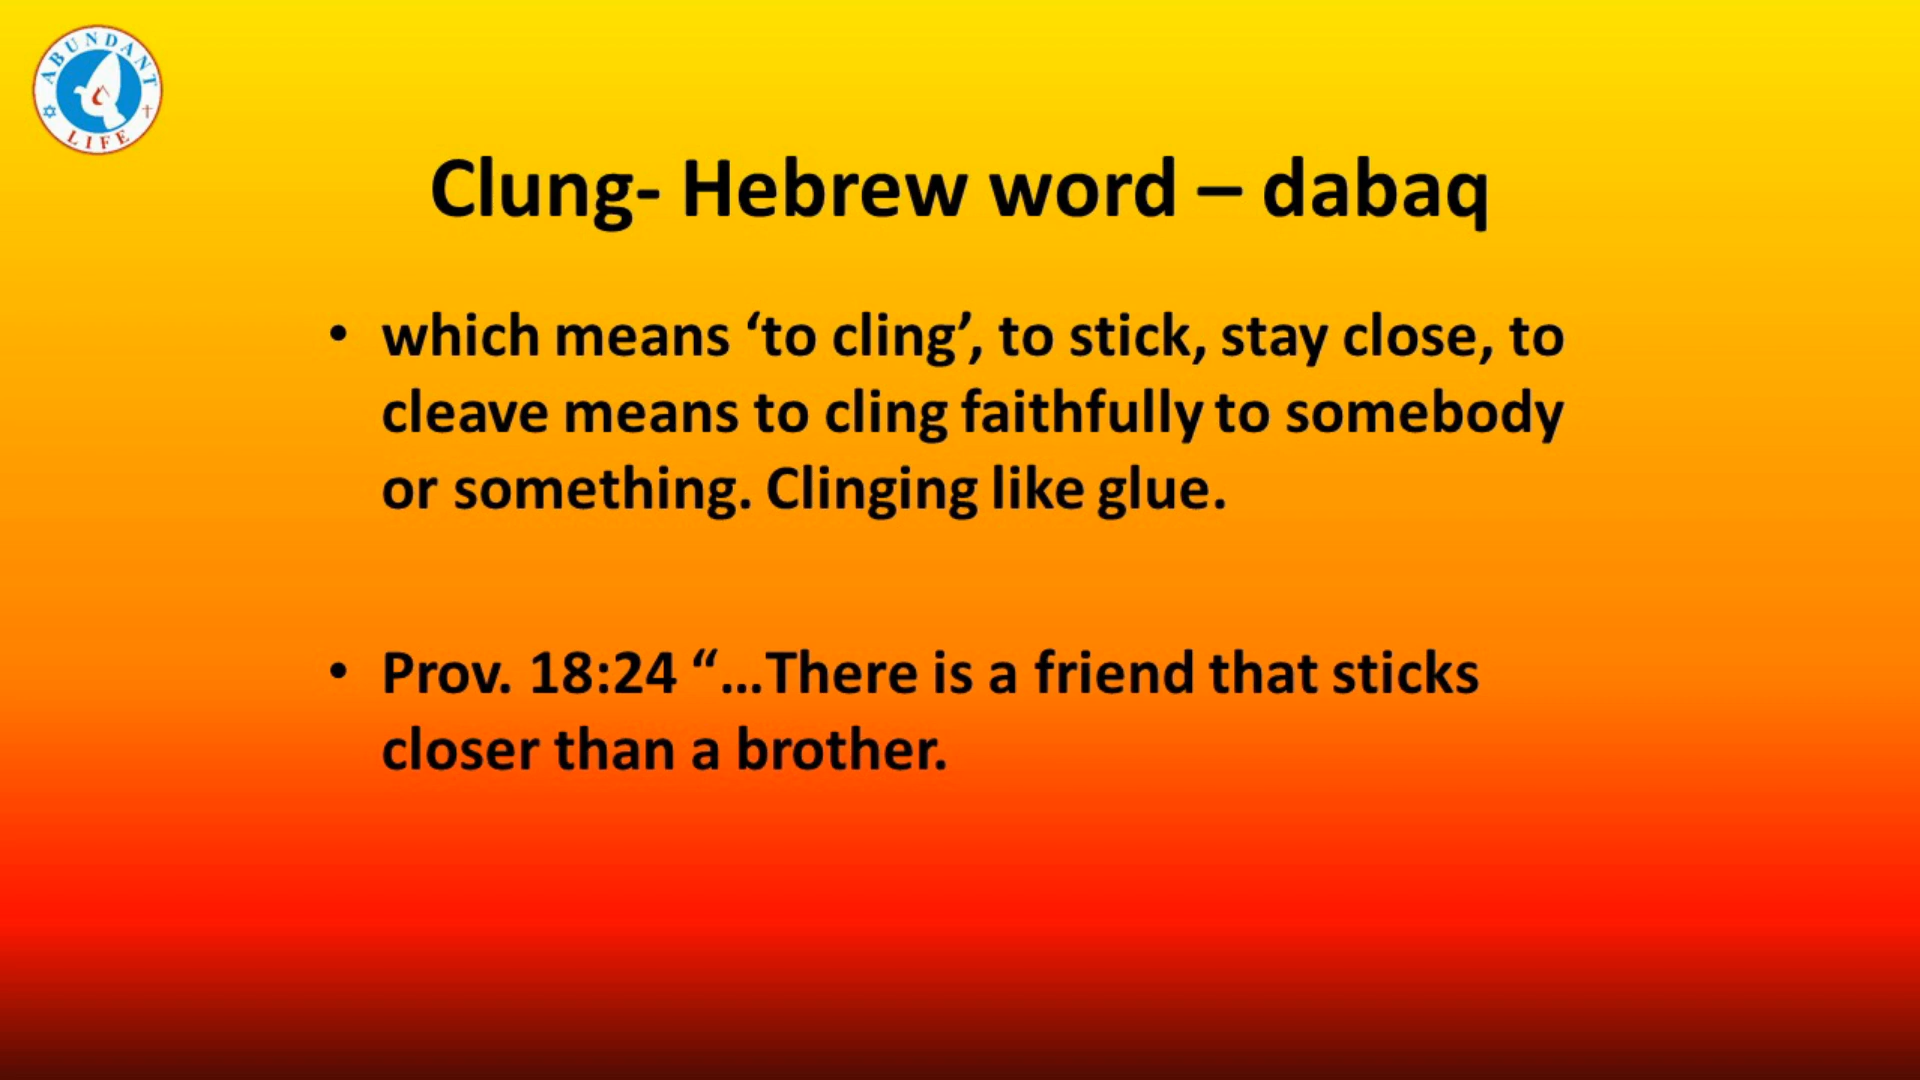 ABUNDANT
LIFE
Clung- Hebrew word – dabaq
• which means ‘to cling’, to stick, stay close, to
cleave means to cling faithfully to somebody
or something. Clinging like glue.
• Prov. 18:24 “...There is a friend that sticks
closer than a brother.